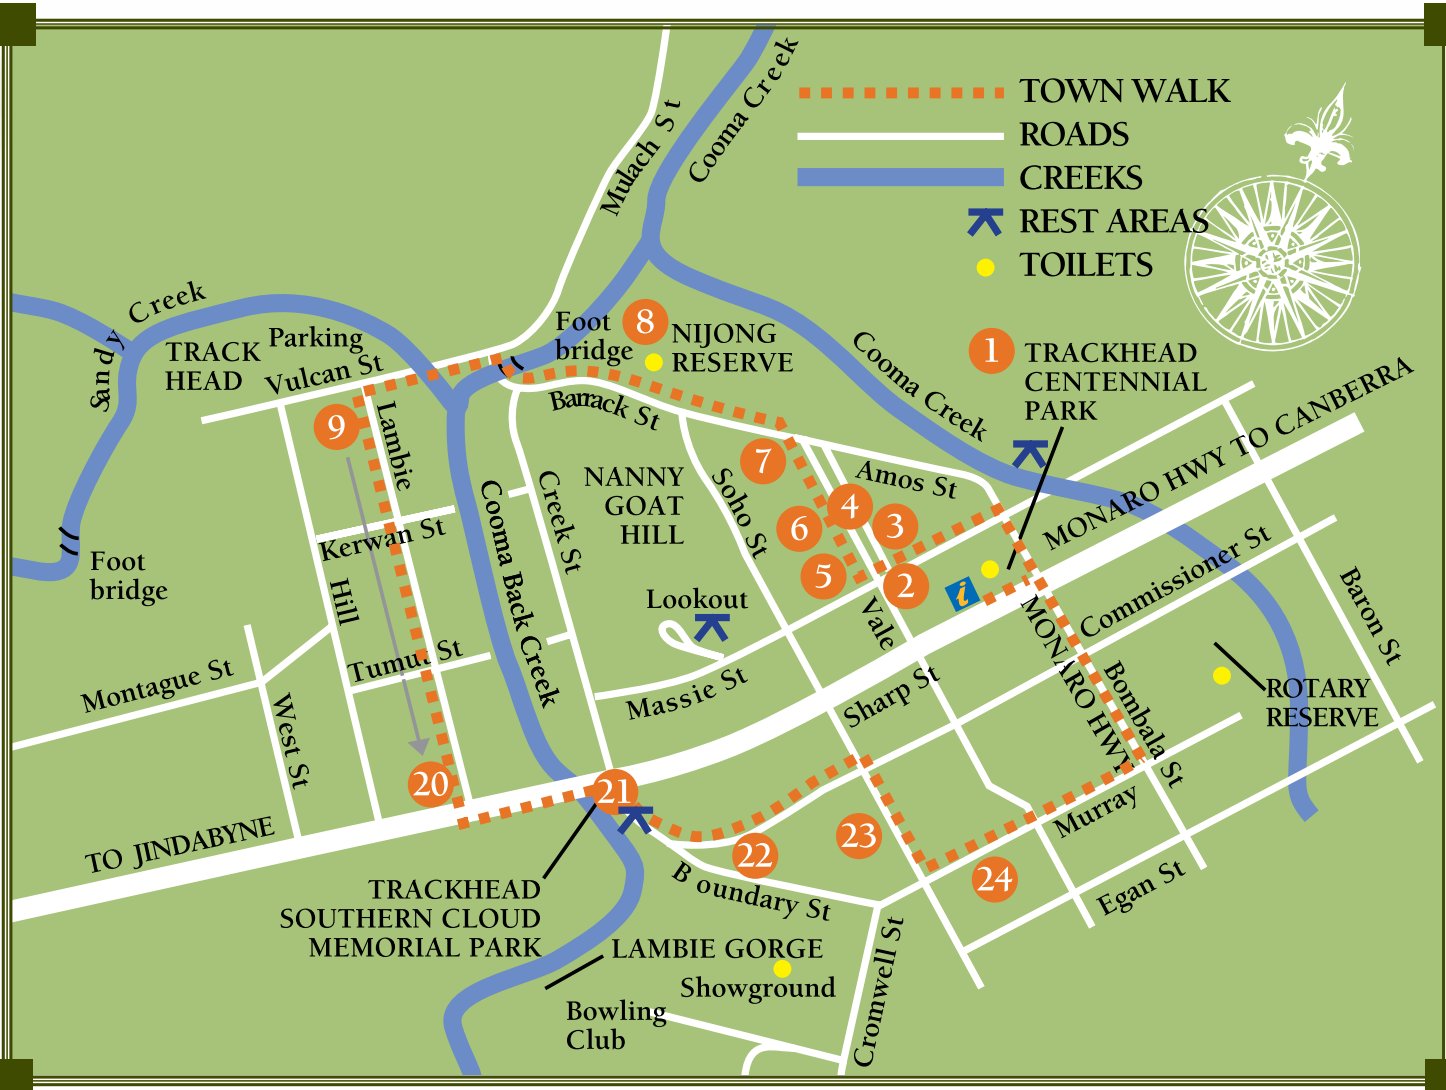 TOWN WALK
ROADS
CREEKS
REST AREAS
TOILETS
Mulach St
Cooma Creek
Sandy Creek
TRACK
HEAD
Parking
Vulcan St
Foot
bridge
8
NIJONG
RESERVE
Cooma Creek
1
TRACKHEAD
CENTENNIAL
PARK
MONARO HWY TO CANBERRA
9
Lambie
Barrack St
7
Amos St
NANNY
GOAT
HILL
Soho St
Creek St
Cooma Back Creek
4
3
6
5
2
i
Kerwan St
Foot
bridge
Hill
Lookout
Vale
MONARO HWY
Commissioner St
Baron St
Tumut St
Montague St
West St
Massie St
Sharp St
Bombala St
ROTARY
RESERVE
20
21
TO JINDABYNE
22
23
24
Murray
Egan St
Boundary St
TRACKHEAD
SOUTHERN CLOUD
MEMORIAL PARK
LAMBIE GORGE
Showground
Cromwell St
Bowling
Club